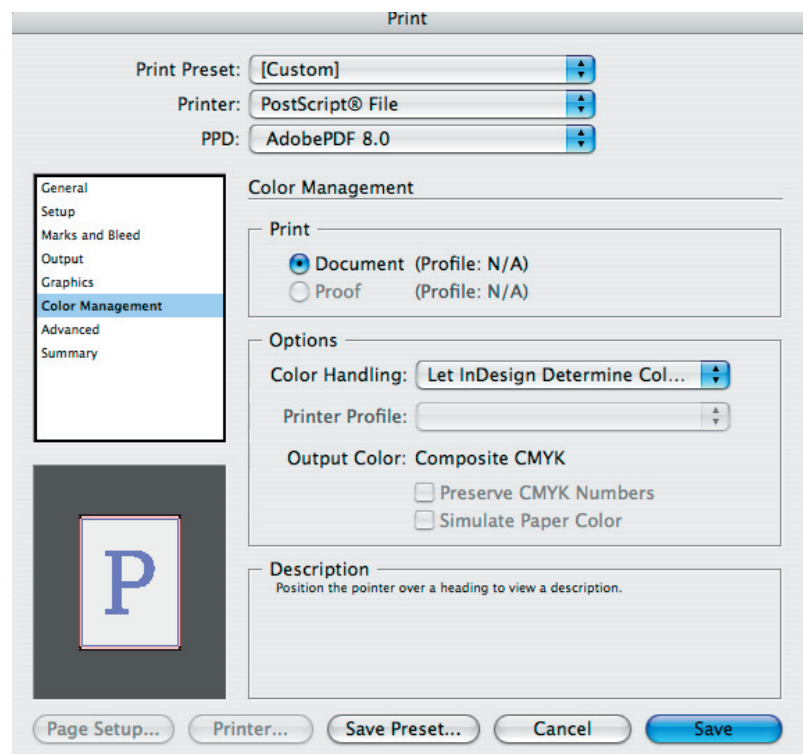 Print
Print Preset: [Custom]
Printer: PostScript® File
PPD: AdobePDF 8.0
General
Setup
Marks and Bleed
Output
Graphics
Color Management
Advanced
Summary
Color Management
Print
Document (Profile: N/A)
Proof (Profile: N/A)
Options
Color Handling: Let InDesign Determine Col...
Printer Profile:
Output Color: Composite CMYK
Preserve CMYK Numbers
Simulate Paper Color
P
Description
Position the pointer over a heading to view a description.
Page Setup... Printer... Save Preset... Cancel Save